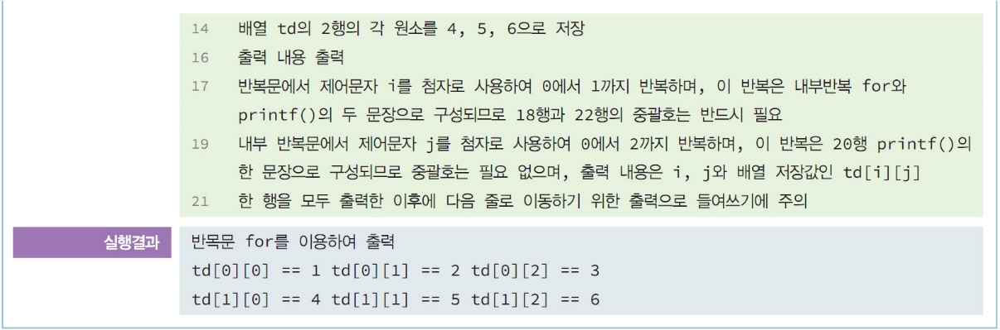 14 배열 td의 2행의 각 원소를 4, 5, 6으로 저장
16 출력 내용 출력
17 반복문에서 제어문자 i를 첨자로 사용하여 0에서 1까지 반복하며, 이 반복은 내부반복 for와
printf()의 두 문장으로 구성되므로 18행과 22행의 중괄호는 반드시 필요
19 내부 반복문에서 제어문자 j를 첨자로 사용하여 0에서 2까지 반복하며, 이 반복은 20행 printf()의
한 문장으로 구성되므로 중괄호는 필요 없으며, 출력 내용은 i, j와 배열 저장값인 td[i][j]
21 한 행을 모두 출력한 이후에 다음 줄로 이동하기 위한 출력으로 들여쓰기에 주의
실행결과 반목문 for를 이용하여 출력
td[0][0] == 1 td[0][1] == 2 td[0][2] == 3
td[1][0] == 4 td[1][1] == 5 td[1][2] == 6